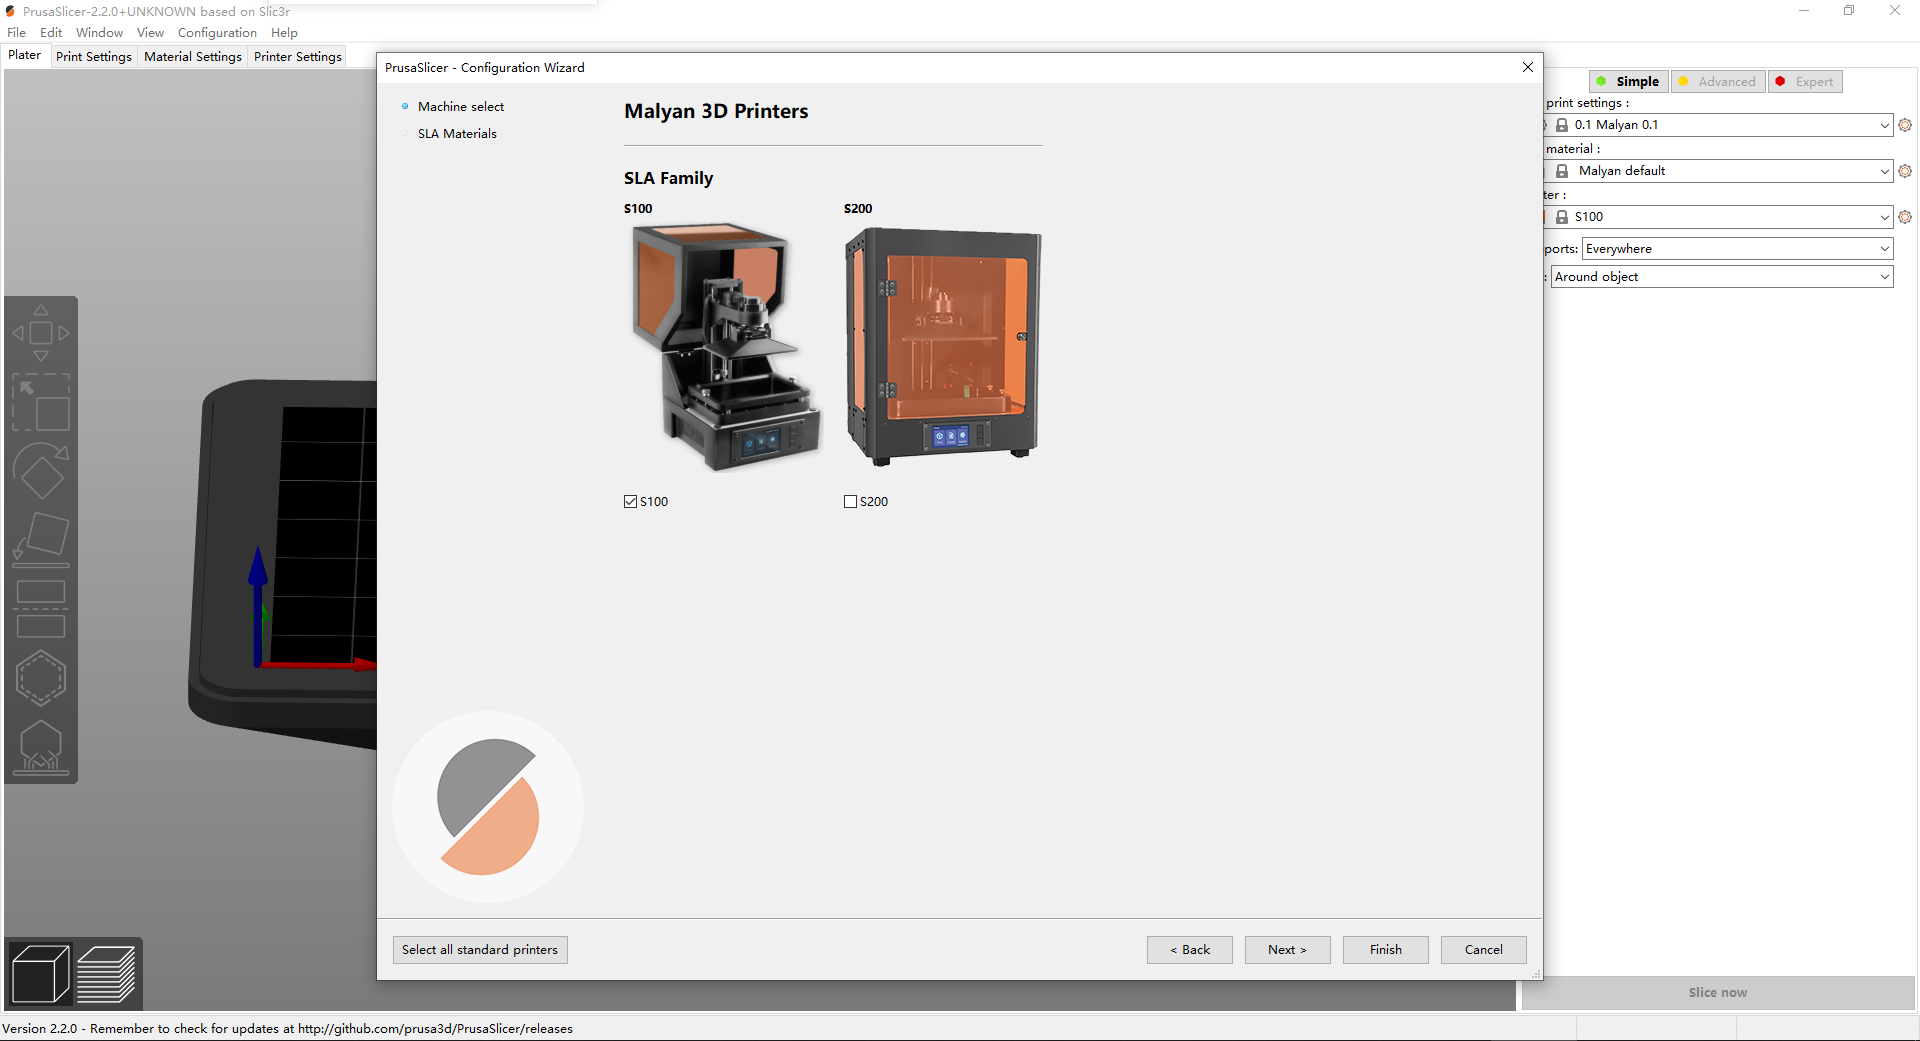 PrusaSlicer-2.2.0+UNKNOWN based on Slic3r
File Edit Window View Configuration Help
Plater Print Settings Material Settings Printer Settings
PrusaSlicer - Configuration Wizard
Machine select
SLA Materials
Malyan 3D Printers
SLA Family
S100 S200
S100 S200
Select all standard printers
< Back Next > Finish Cancel
Simple Advanced Expert
print settings :
0.1 Malyan 0.1
material :
Malyan default
ter :
S100
ports: Everywhere
: Around object
Slice now
Version 2.2.0 - Remember to check for updates at http://github.com/prusa3d/PrusaSlicer/releases